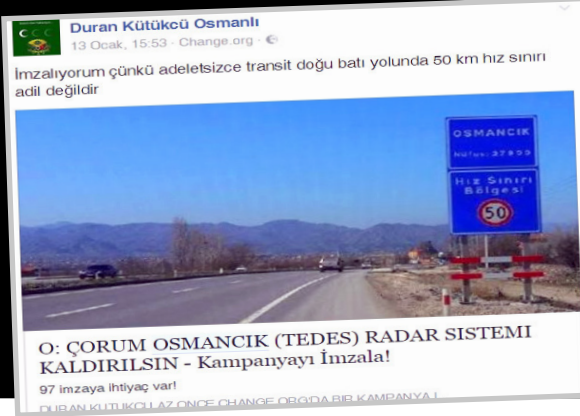 Duran Kütükcü Osmanlı
13 Ocak, 15:53 · Change.org ·
İmzalıyorum çünkü adeletsizce transit doğu batı yolunda 50 km hız sınırı
adil değildir
OSMANCIK
Nüfus:
Hız Sınırı
Bölgesi
50
O: ÇORUM OSMANCIK (TEDES) RADAR SISTEMI
KALDIRILSIN - Kampanyayı İmzala!
97 imzaya ihtiyaç var!
DURAN KUTUKCU AZ ONCE CHANGE.ORG'DA BIR KAMPANYA